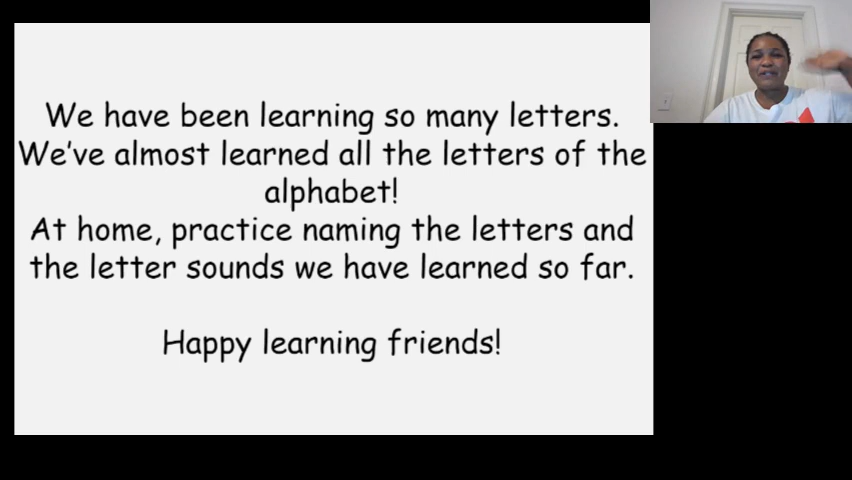 We have been learning so many letters.
We've almost learned all the letters of the
alphabet!
At home, practice naming the letters and
the letter sounds we have learned so far.
Happy learning friends!